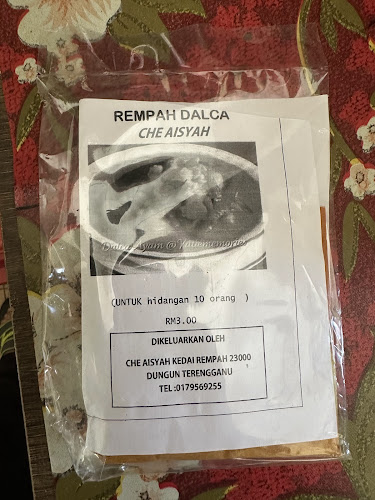 REMPAH DALCA
CHE AISYAH
(UNTUK hidangan 10 orang )
RM3.00
DIKELUARKAN OLEH
CHE AISYAH KEDAI REMPAH 23000
DUNGUN TERENGGANU
TEL :0179569255